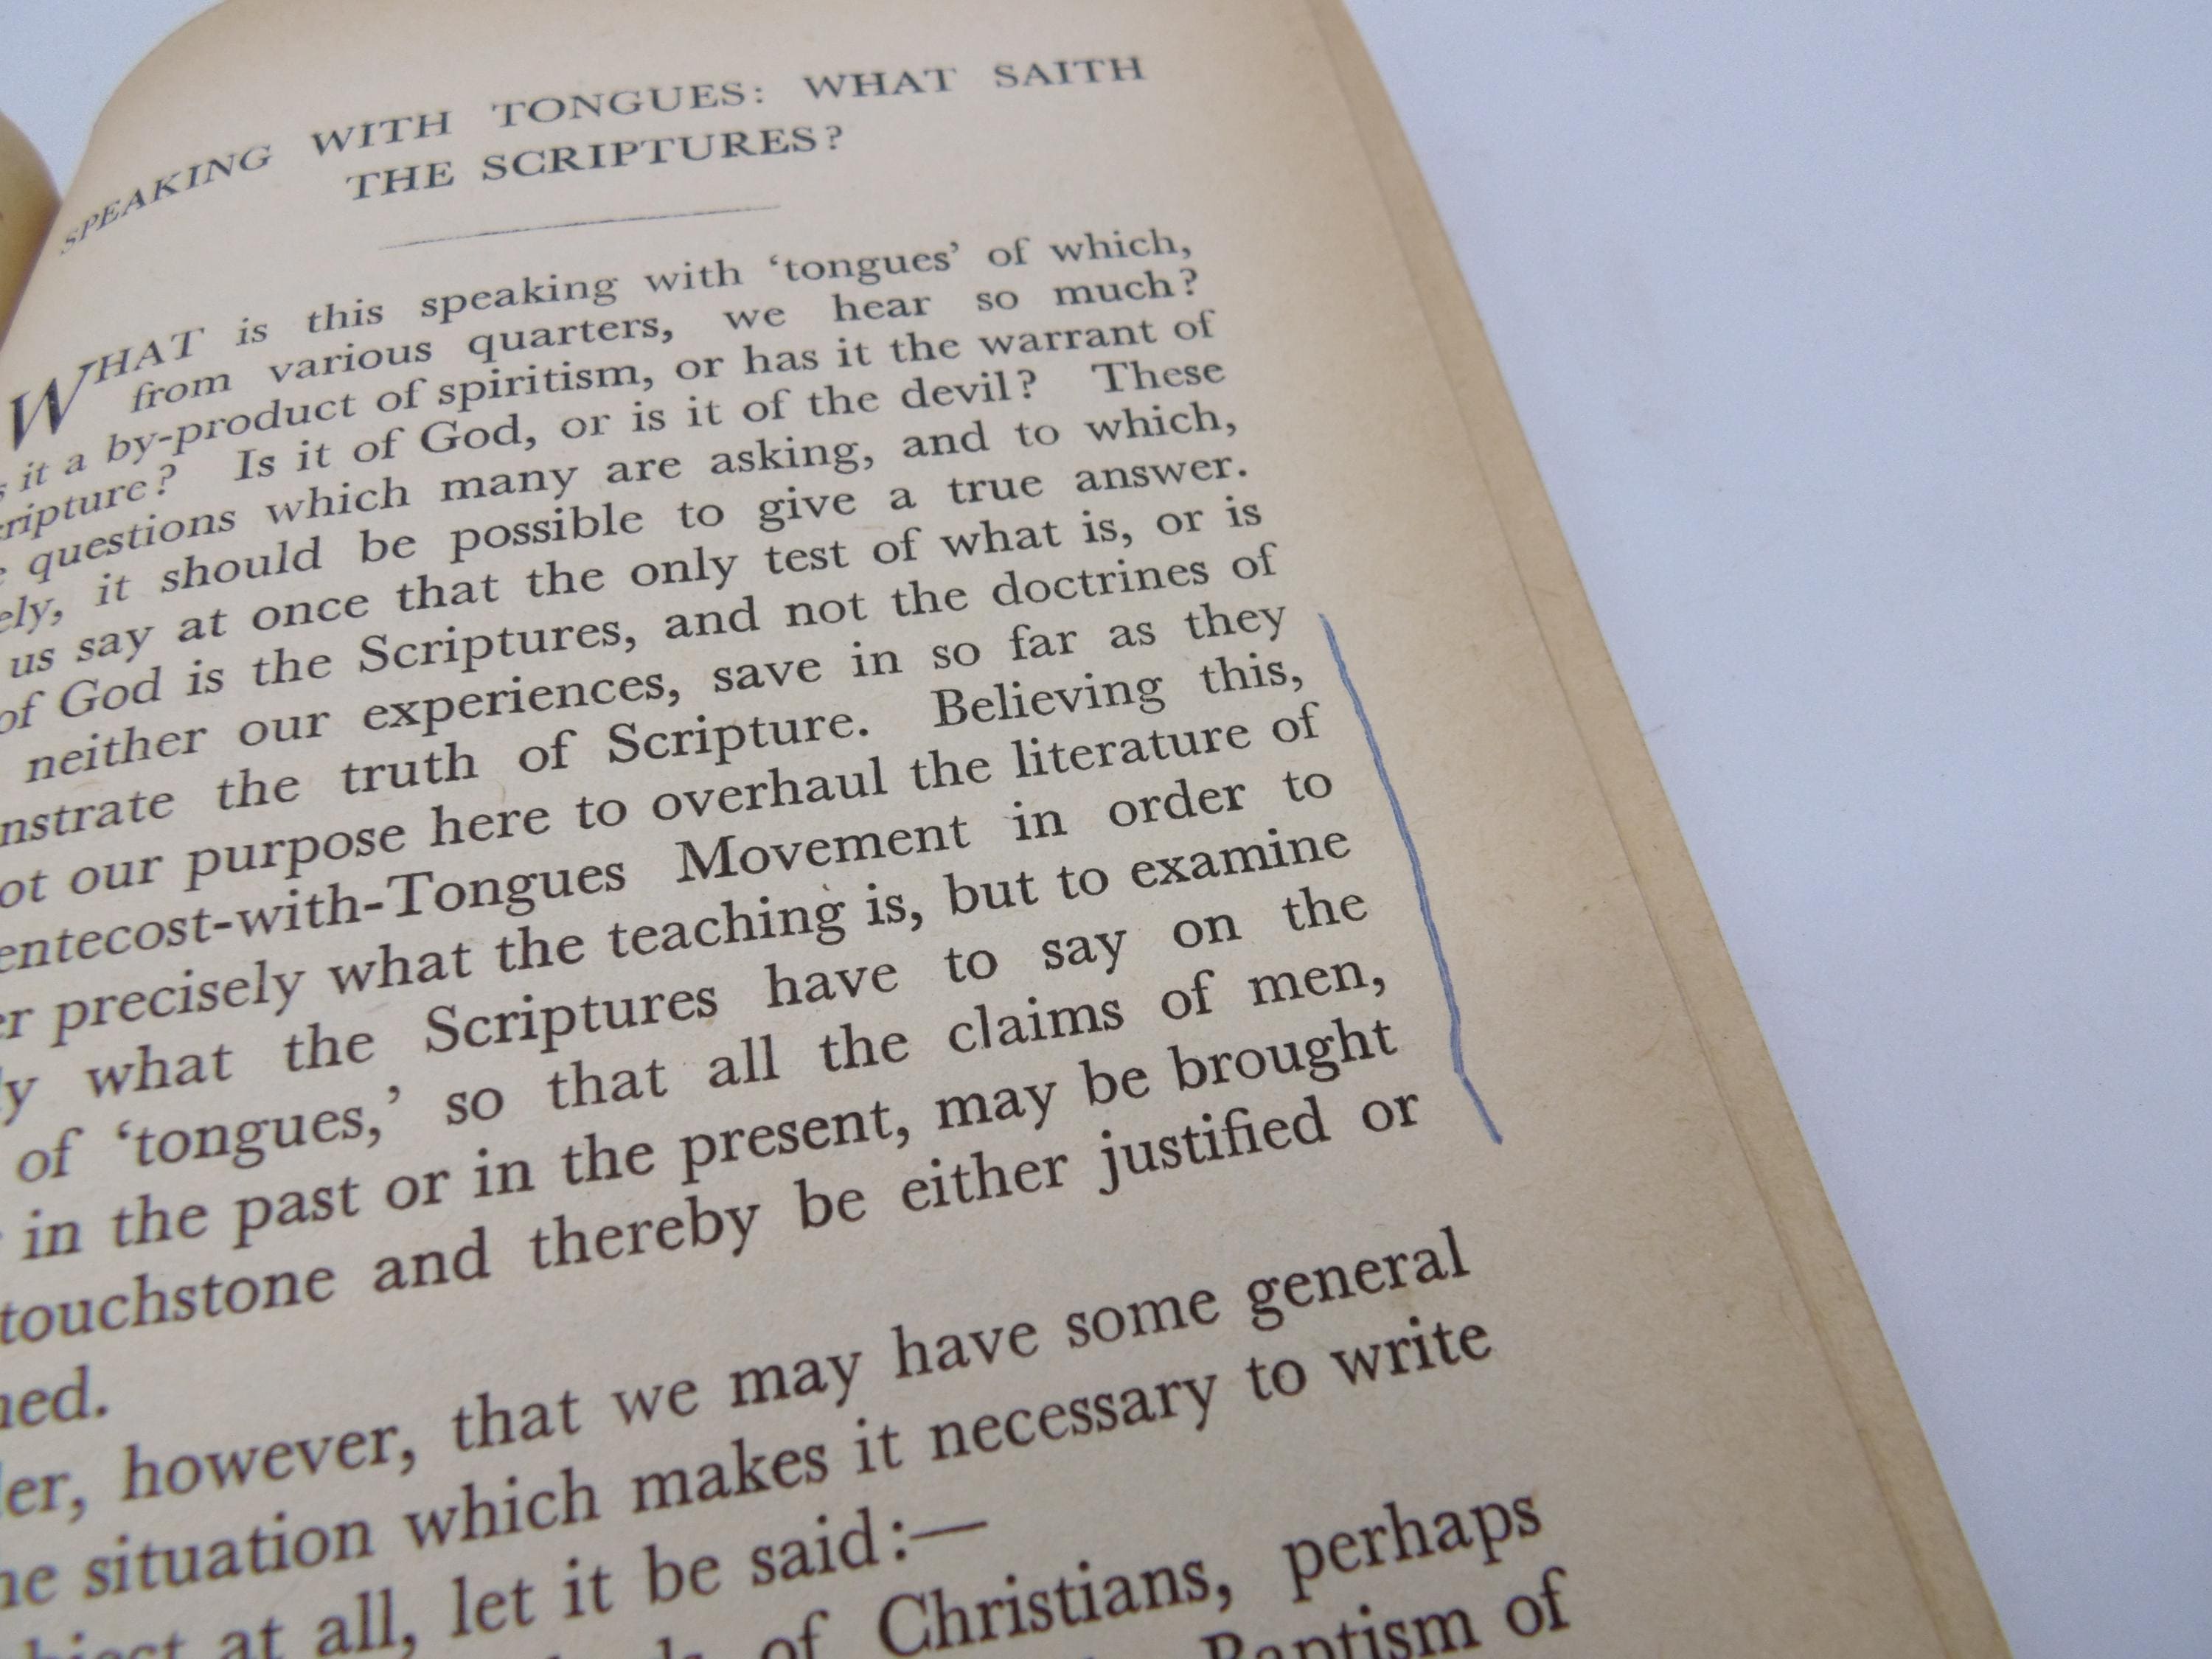 SPEAKING WITH TONGUES: WHAT SAITH
THE SCRIPTURES?
WHAT is this speaking with ‘tongues’ of which,
from various quarters, we hear so much?
it a by-product of spiritism, or has it the warrant of
cripture? Is it of God, or is it of the devil? These
questions which many are asking, and to which,
ely, it should be possible to give a true answer.
us say at once that the only test of what is, or is
of God is the Scriptures, and not the doctrines of
neither our experiences, save in so far as they
nstrate the truth of Scripture. Believing this,
ot our purpose here to overhaul the literature of
entecost-with-Tongues Movement in order to
er precisely what the teaching is, but to examine
ly what the Scriptures have to say on the
of ‘tongues,’ so that all the claims of men,
in the past or in the present, may be brought
touchstone and thereby be either justified or
ned.
der, however, that we may have some general
he situation which makes it necessary to write
bject at all, let it be said:—
of Christians, perhaps
Baptism of